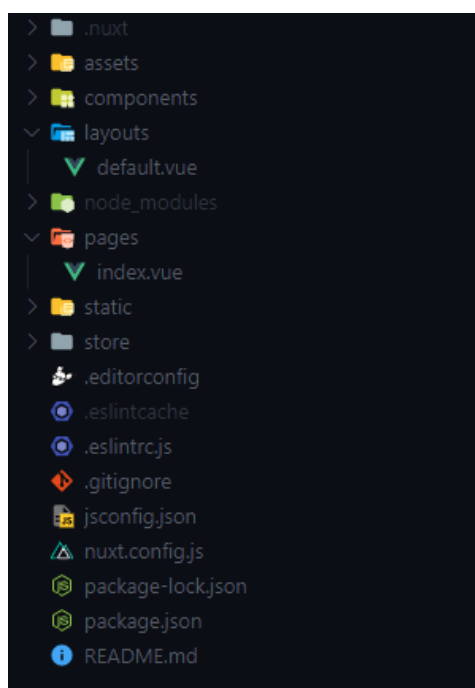 .nuxt
assets
components
layouts
default.vue
node_modules
pages
index.vue
static
store
.editorconfig
.eslintcache
.eslintrc.js
.gitignore
jsconfig.json
nuxt.config.js
package-lock.json
package.json
README.md